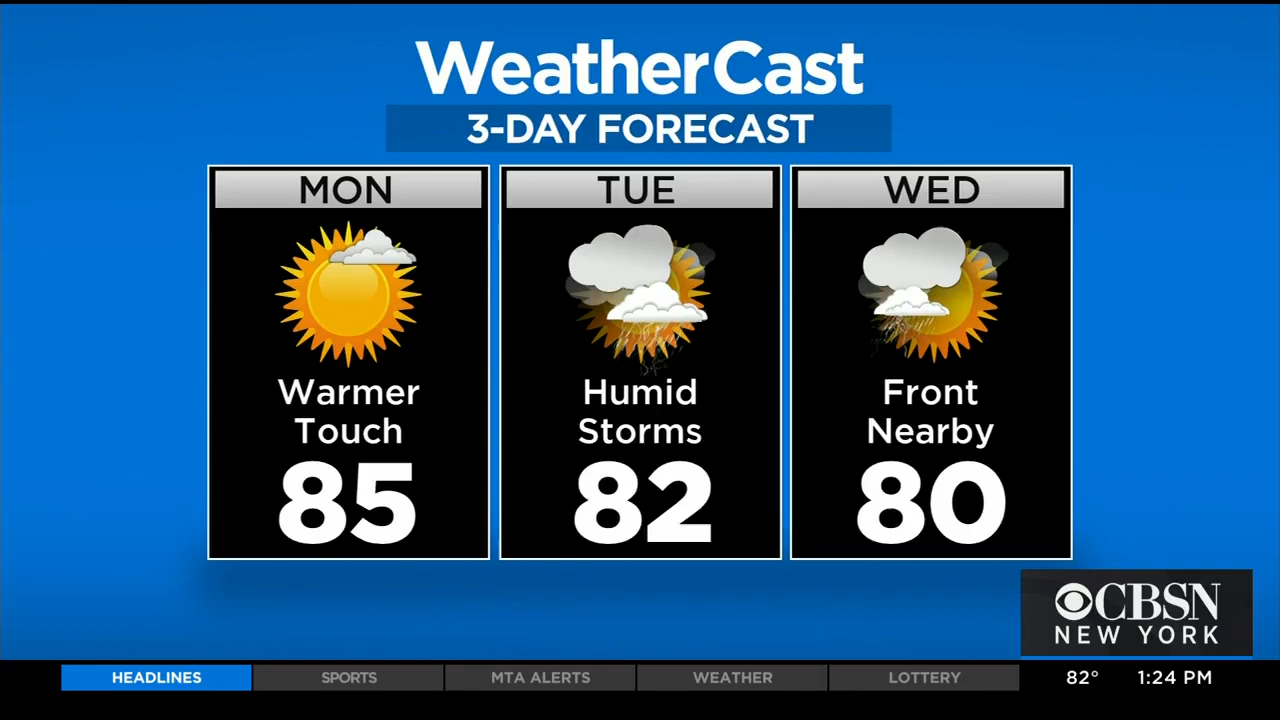 WeatherCast
3-DAY FORECAST
MON
Warmer
Touch
85
TUE
Humid
Storms
82
WED
Front
Nearby
80
CBSN
NEW YORK
HEADLINES SPORTS MTA ALERTS WEATHER LOTTERY 82° 1:24 PM